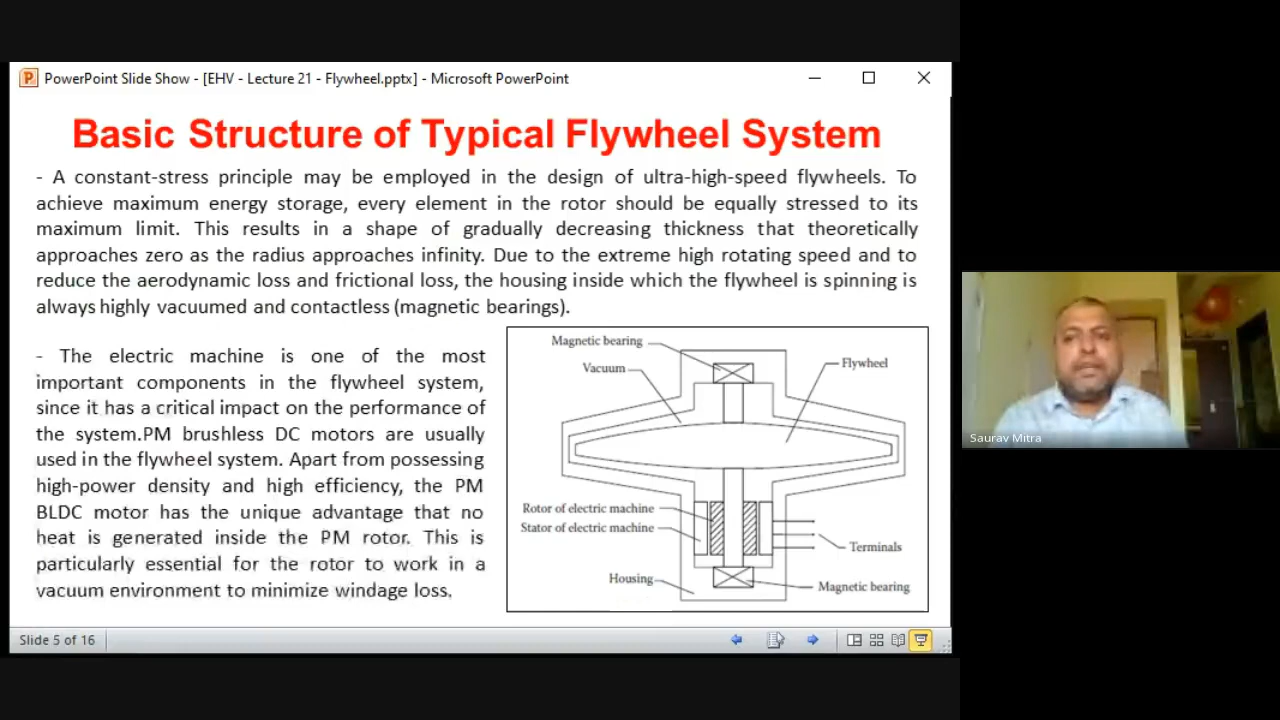 PowerPoint Slide Show - [EHV - Lecture 21 - Flywheel.pptx] - Microsoft PowerPoint
Basic Structure of Typical Flywheel System
- A constant-stress principle may be employed in the design of ultra-high-speed flywheels. To
achieve maximum energy storage, every element in the rotor should be equally stressed to its
maximum limit. This results in a shape of gradually decreasing thickness that theoretically
approaches zero as the radius approaches infinity. Due to the extreme high rotating speed and to
reduce the aerodynamic loss and frictional loss, the housing inside which the flywheel is spinning is
always highly vacuumed and contactless (magnetic bearings).
- The electric machine is one of the most
important components in the flywheel system,
since it has a critical impact on the performance of
the system.PM brushless DC motors are usually
used in the flywheel system. Apart from possessing
high-power density and high efficiency, the PM
BLDC motor has the unique advantage that no
heat is generated inside the PM rotor. This is
particularly essential for the rotor to work in a
vacuum environment to minimize windage loss.
Magnetic bearing
Vacuum
Flywheel
Rotor of electric machine
Stator of electric machine
Terminals
Housing
Magnetic bearing
Slide 5 of 16
Saurav Mitra